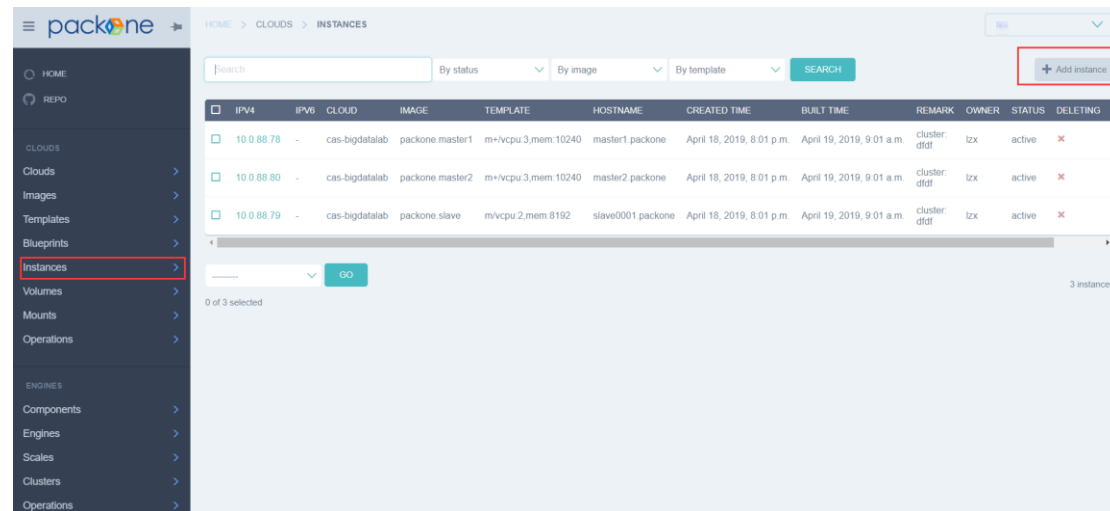 packone
HOME > CLOUDS > INSTANCES
HOME
REPO
CLOUDS
Clouds
Images
Templates
Blueprints
Instances
Volumes
Mounts
Operations
ENGINES
Components
Engines
Scales
Clusters
Operations
Search By status By image By template SEARCH + Add instance
IPV4 IPV6 CLOUD IMAGE TEMPLATE HOSTNAME CREATED TIME BUILT TIME REMARK OWNER STATUS DELETING
10.0.88.78 - cas-bigdatalab packone.master1 m+/vcpu:3,mem:10240 master1.packone April 18, 2019, 8:01 p.m. April 19, 2019, 9:01 a.m. cluster: dfdf lzx active
10.0.88.80 - cas-bigdatalab packone.master2 m+/vcpu:3,mem:10240 master2.packone April 18, 2019, 8:01 p.m. April 19, 2019, 9:01 a.m. cluster: dfdf lzx active
10.0.88.79 - cas-bigdatalab packone.slave m/vcpu:2,mem:8192 slave0001.packone April 18, 2019, 8:01 p.m. April 19, 2019, 9:01 a.m. cluster: dfdf lzx active
--------- GO
3 instance
0 of 3 selected